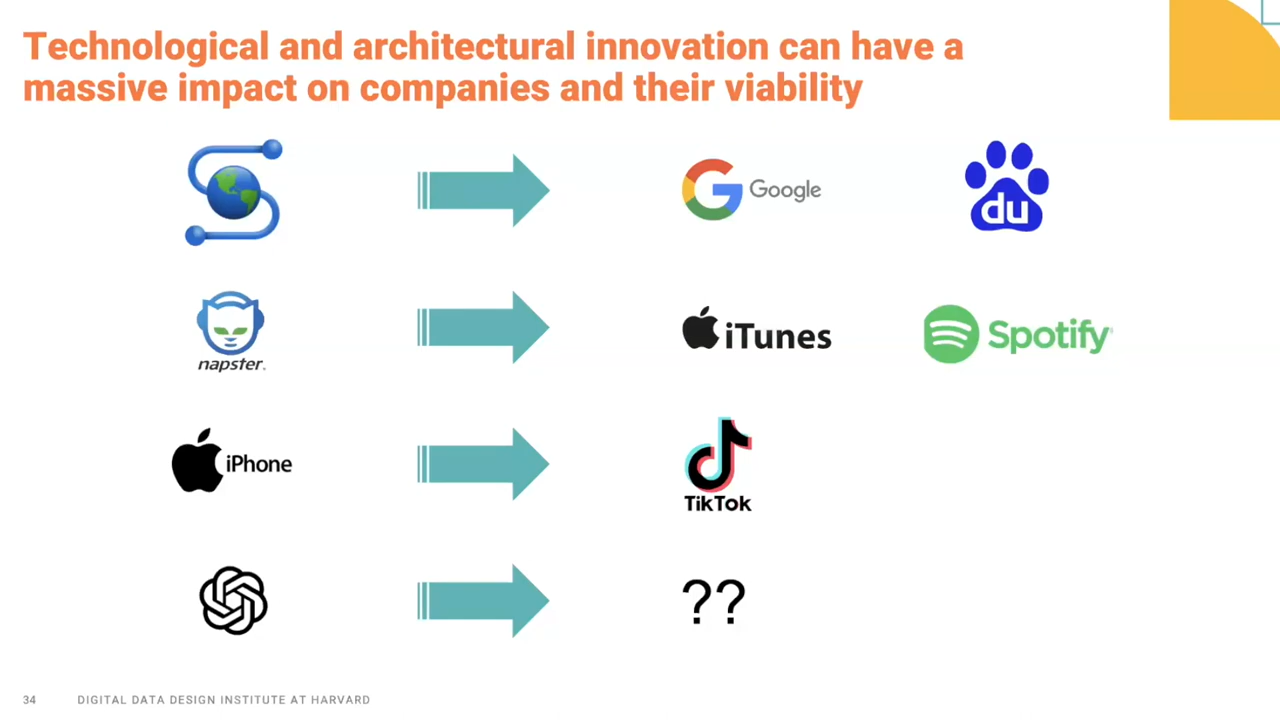 Technological and architectural innovation can have a
massive impact on companies and their viability
Google
du
napster
iTunes
Spotify
iPhone
TikTok
??
34 DIGITAL DATA DESIGN INSTITUTE AT HARVARD